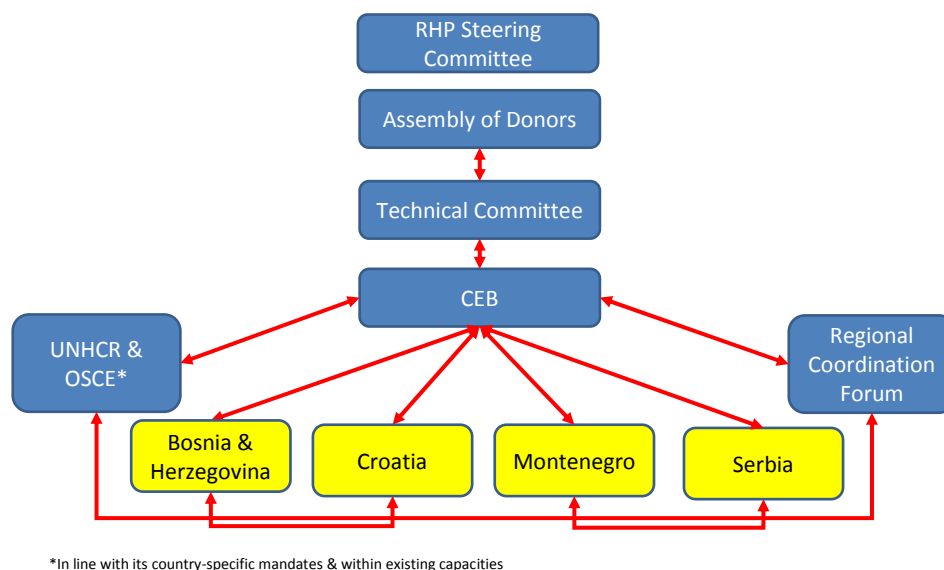 RHP Steering
Committee
Assembly of Donors
Technical Committee
CEB
UNHCR &
OSCE*
Regional
Coordination
Forum
Bosnia &
Herzegovina
Croatia
Montenegro
Serbia
*In line with its country-specific mandates & within existing capacities